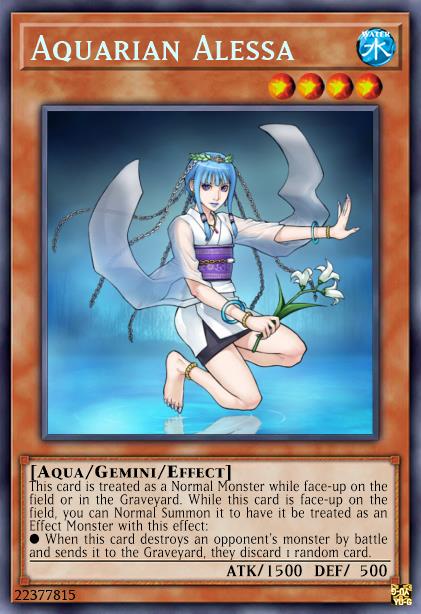 AQUARIAN ALESSA
WATER
水
[AQUA/GEMINI/EFFECT]
This card is treated as a Normal Monster while face-up on the
field or in the Graveyard. While this card is face-up on the
field, you can Normal Summon it to have it be treated as an
Effect Monster with this effect:
● When this card destroys an opponent's monster by battle
and sends it to the Graveyard, they discard 1 random card.
ATK/1500 DEF/ 500
22377815